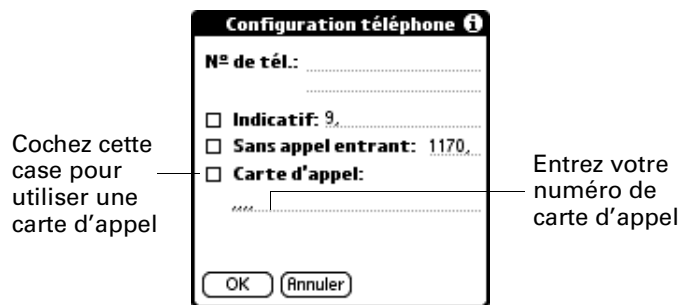 Configuration téléphone i
Nº de tél.:
Indicatif: 9,
Sans appel entrant: 1170,
Carte d'appel:
,,,,
OK Annuler
Cochez cette
case pour
utiliser une
carte d'appel
Entrez votre
numéro de
carte d'appel